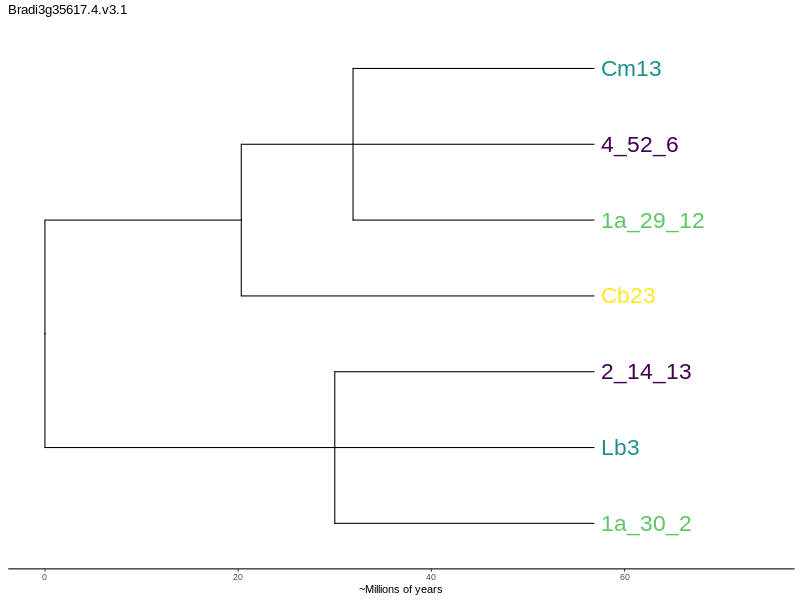 Bradi3g35617.4.v3.1
Cm13
4_52_6
1a_29_12
Cb23
2_14_13
Lb3
1a_30_2
0 20 40 60
~Millions of years